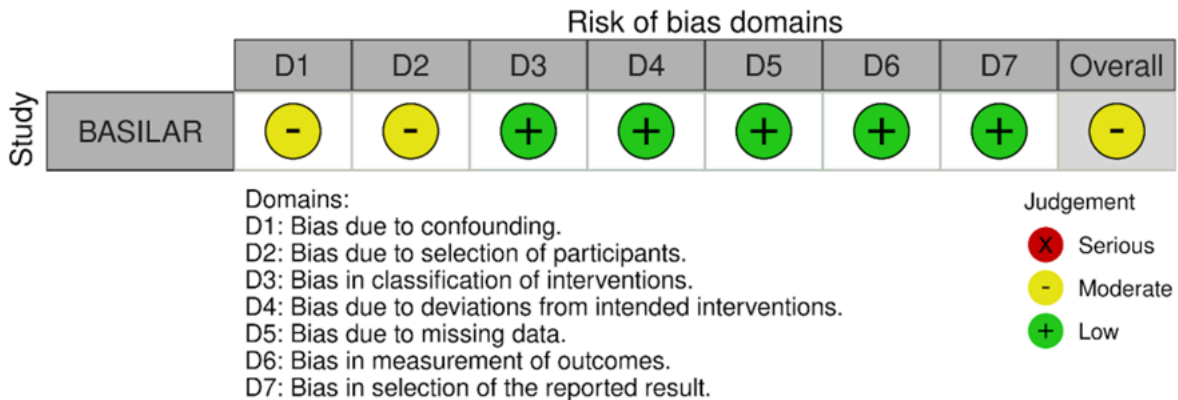 Risk of bias domains
D1 D2 D3 D4 D5 D6 D7 Overall
Study
BASILAR - - + + + + + -
Domains:
D1: Bias due to confounding.
D2: Bias due to selection of participants.
D3: Bias in classification of interventions.
D4: Bias due to deviations from intended interventions.
D5: Bias due to missing data.
D6: Bias in measurement of outcomes.
D7: Bias in selection of the reported result.
Judgement
X Serious
- Moderate
+ Low